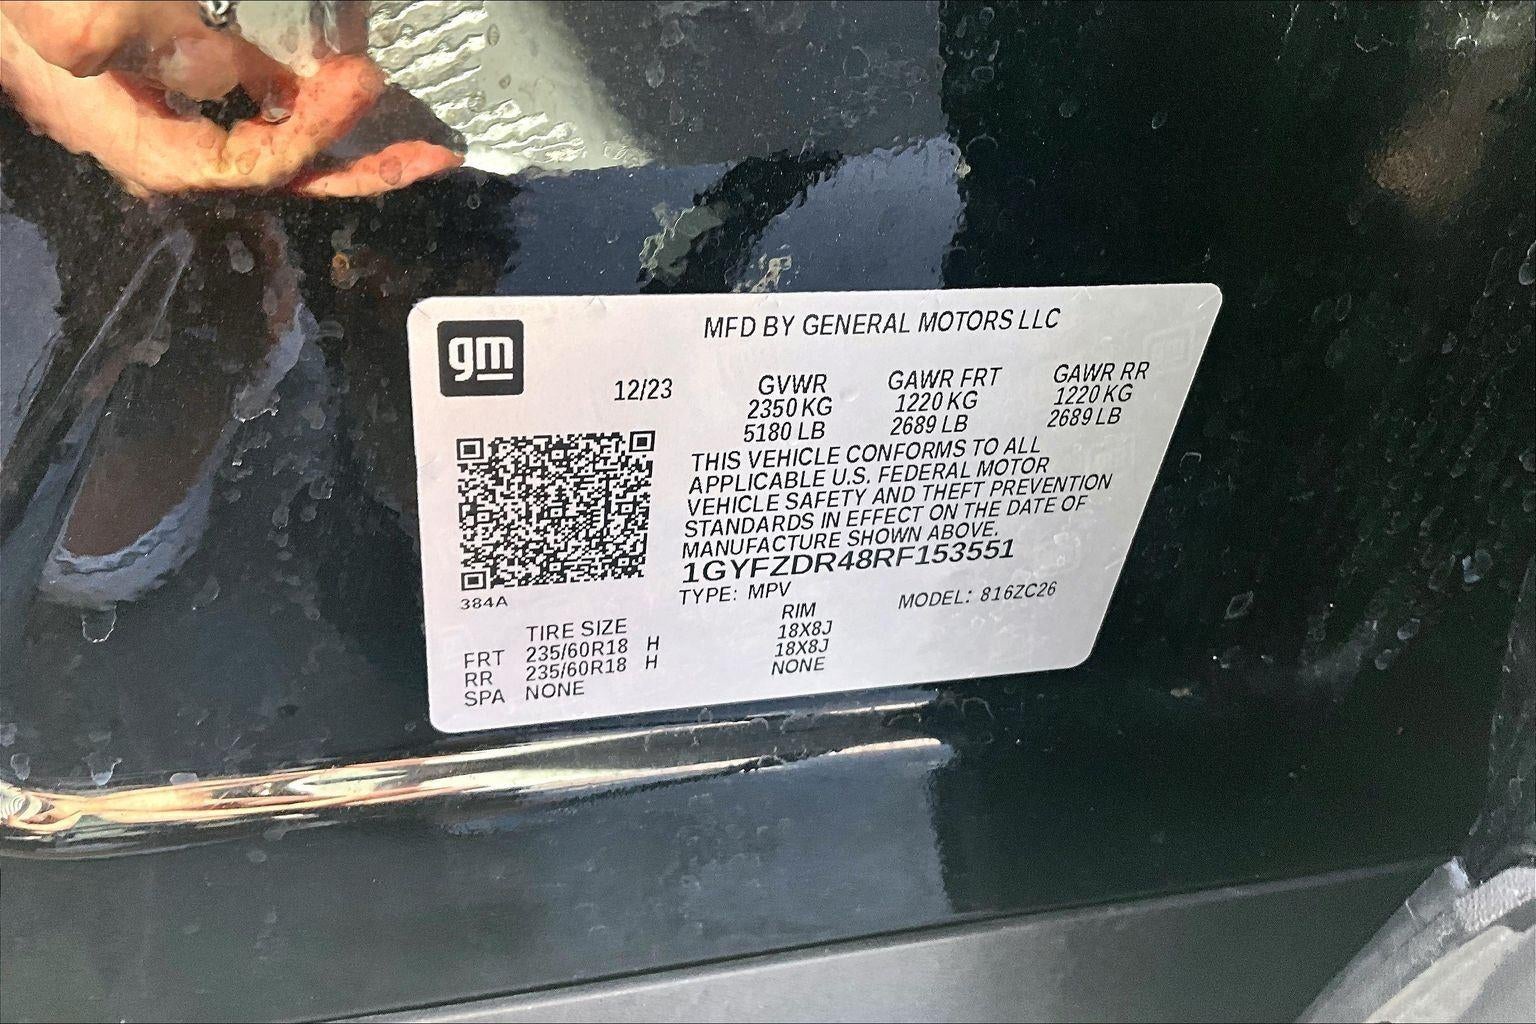 gm
MFD BY GENERAL MOTORS LLC
12/23 GVWR GAWR FRT GAWR RR
2350 KG 1220 KG 1220 KG
5180 LB 2689 LB 2689 LB
THIS VEHICLE CONFORMS TO ALL
APPLICABLE U.S. FEDERAL MOTOR
VEHICLE SAFETY AND THEFT PREVENTION
STANDARDS IN EFFECT ON THE DATE OF
MANUFACTURE SHOWN ABOVE.
1GYFZDR48RF153551
384A
TYPE: MPV MODEL: 816ZC26
TIRE SIZE RIM
FRT 235/60R18 H 18X8J
RR 235/60R18 H 18X8J
SPA NONE NONE